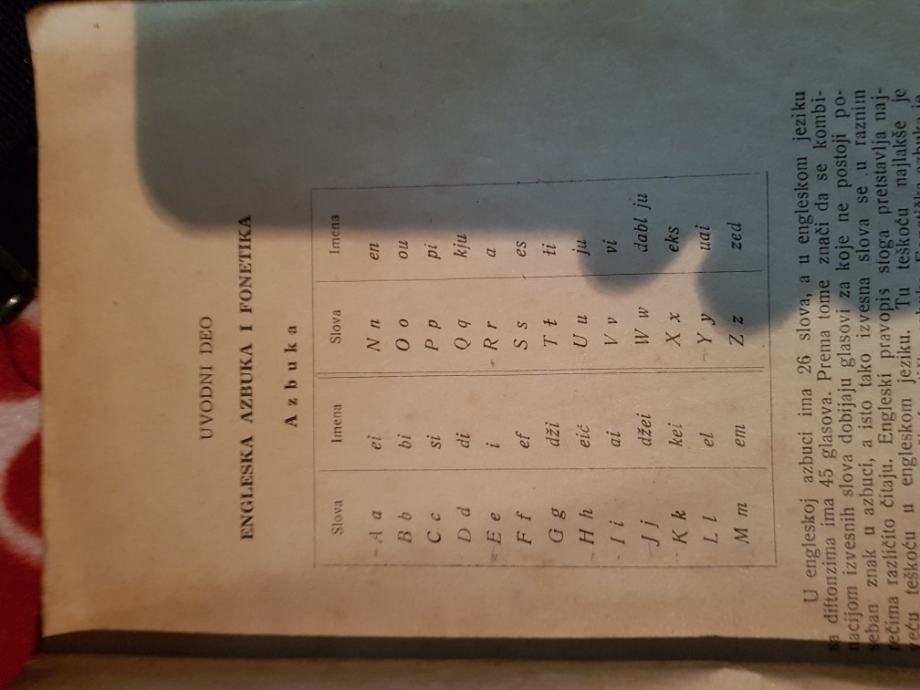 UVODNI DEO
ENGLESKA AZBUKA I FONETIKA
Azbuka
Slova Imena Slova Imena
A a ei N n en
B b bi O o ou
C c si P p pi
D d di Q q kju
E e i R r a
F f ef S s es
G g dži T t ti
H h eič U u ju
I i ai V v vi
J j džei W w dabl ju
K k kei X x eks
L l el Y y uai
M m em Z z zed
U engleskoj azbuci ima 26 slova, a u engleskom jeziku
sa diftonzima ima 45 glasova. Prema tome znači da se kombi-
nacijom izvesnih slova dobijaju glasovi za koje ne postoji po-
seban znak u azbuci, a isto tako izvesna slova se u raznim
rečima različito čitaju. Engleski pravopis stoga pretstavlja naj-
veću teškoću u engleskom jeziku. Tu teškoću najlakše je